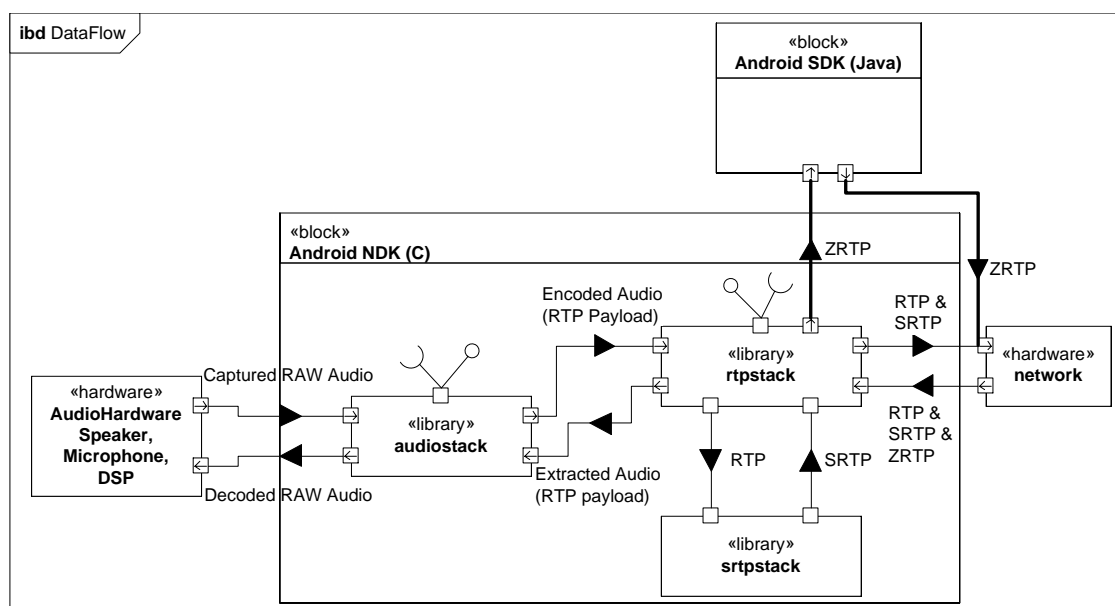 ibd DataFlow
«block»
Android SDK (Java)
«block»
Android NDK (C)
ZRTP
ZRTP
Encoded Audio
(RTP Payload)
RTP &
SRTP
«library»
rtpstack
«hardware»
network
Captured RAW Audio
«hardware»
AudioHardware
Speaker,
Microphone,
DSP
«library»
audiostack
RTP &
SRTP &
ZRTP
Decoded RAW Audio
Extracted Audio
(RTP payload)
RTP
SRTP
«library»
srtpstack